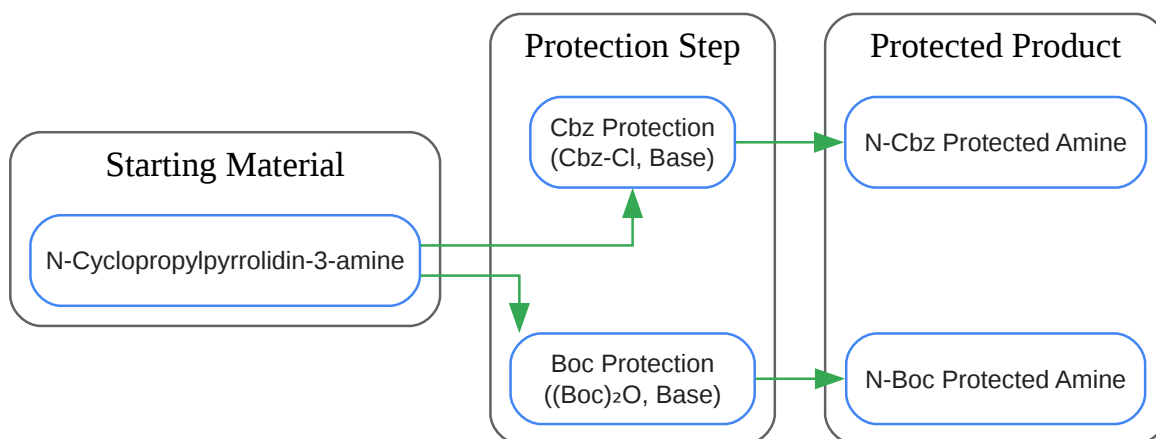 Starting Material
N-Cyclopropylpyrrolidin-3-amine
Protection Step
Cbz Protection
(Cbz-Cl, Base)
Boc Protection
((Boc)₂O, Base)
Protected Product
N-Cbz Protected Amine
N-Boc Protected Amine